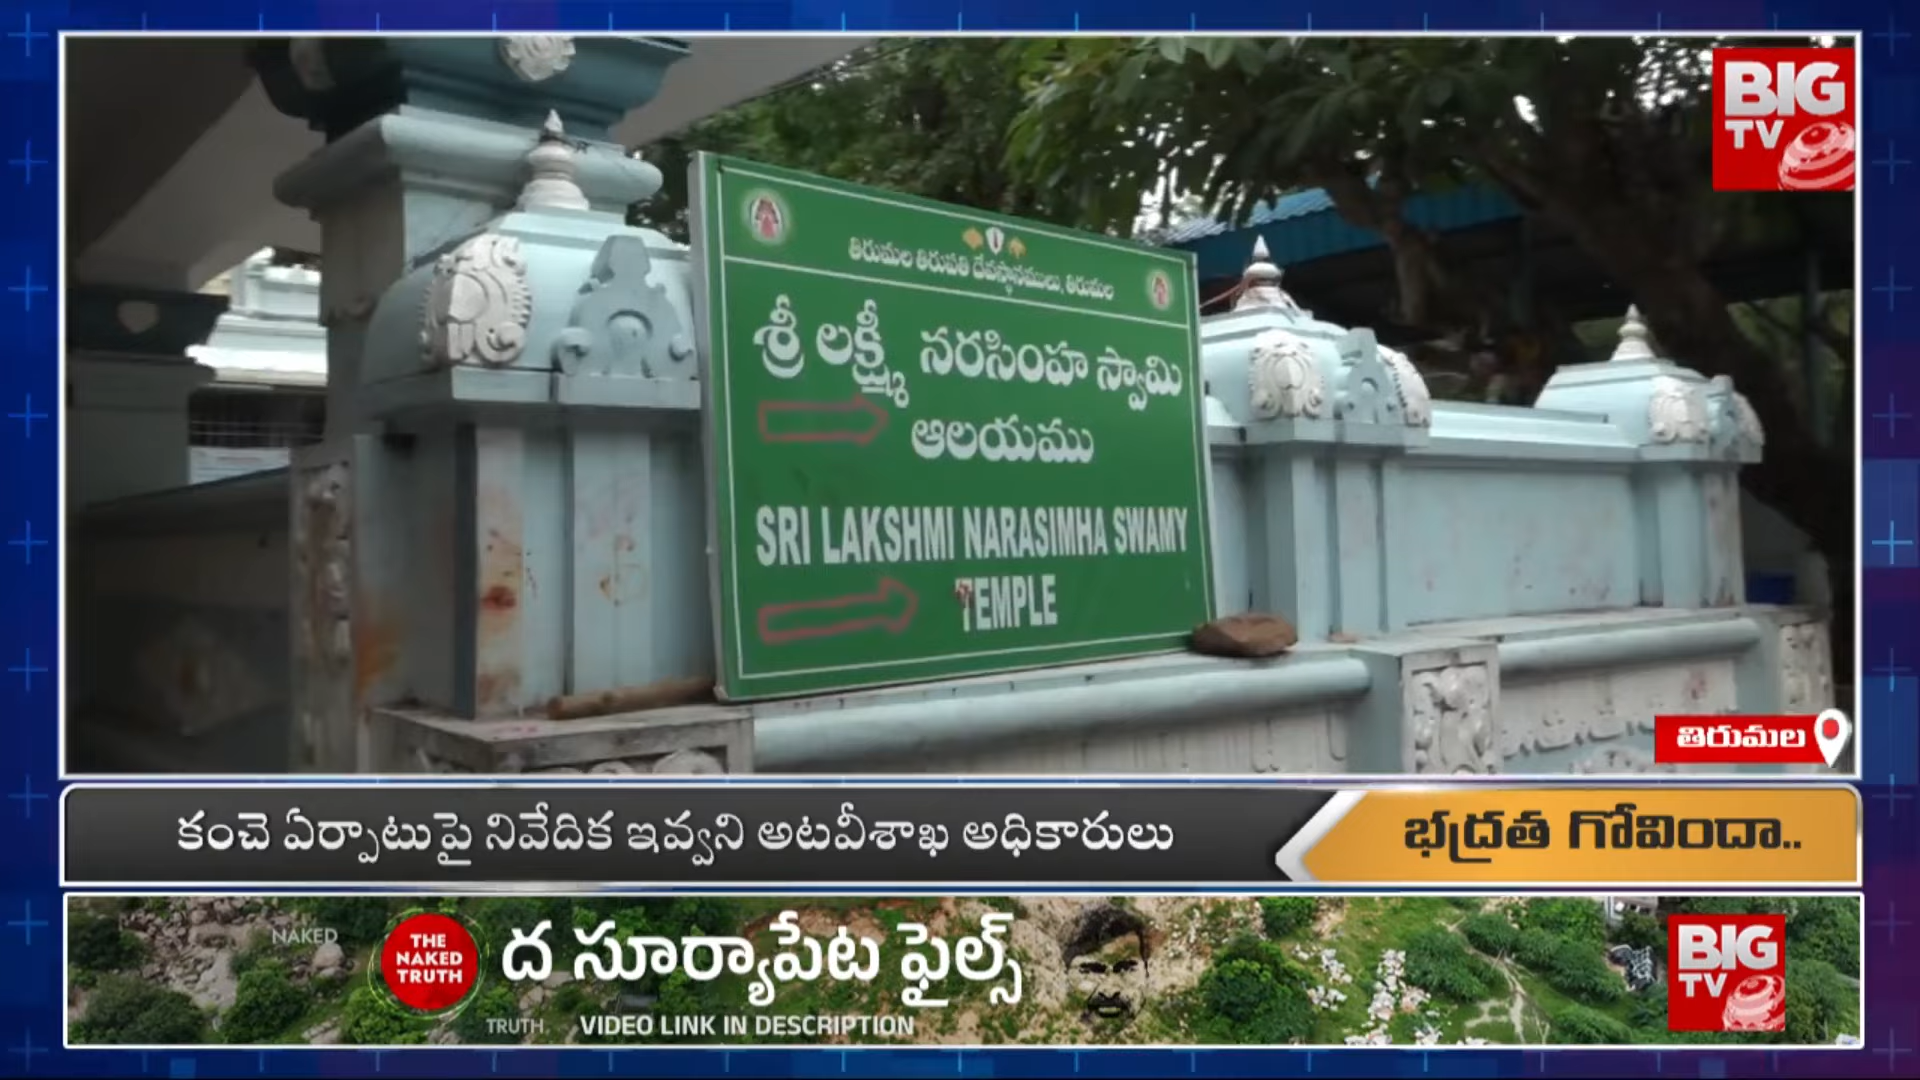 BIG
TV
తిరుమల తిరుపతి దేవస్థానములు, తిరుమల
శ్రీ లక్ష్మీ నరసింహ స్వామి
ఆలయము
SRI LAKSHMI NARASIMHA SWAMY
TEMPLE
తిరుమల
కంచె ఏర్పాటుపై నివేదిక ఇవ్వని అటవీశాఖ అధికారులు
భద్రత గోవిందా..
NAKED
THE
NAKED
TRUTH
ద సూర్యాపేట ఫైల్స్
TRUTH
VIDEO LINK IN DESCRIPTION
BIG
TV